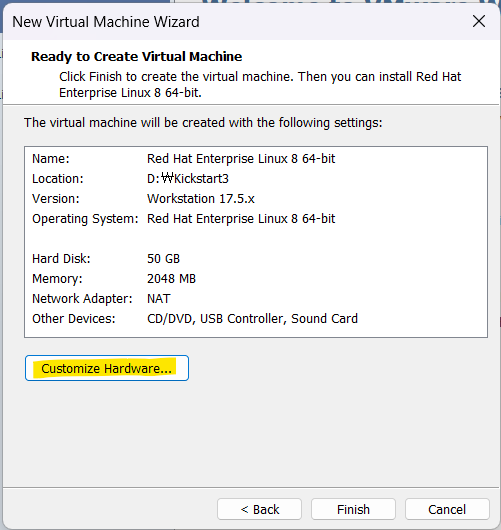 New Virtual Machine Wizard
Ready to Create Virtual Machine
Click Finish to create the virtual machine. Then you can install Red Hat
Enterprise Linux 8 64-bit.
The virtual machine will be created with the following settings:
Name: Red Hat Enterprise Linux 8 64-bit
Location: D:₩Kickstart3
Version: Workstation 17.5.x
Operating System: Red Hat Enterprise Linux 8 64-bit
Hard Disk: 50 GB
Memory: 2048 MB
Network Adapter: NAT
Other Devices: CD/DVD, USB Controller, Sound Card
Customize Hardware...
< Back Finish Cancel